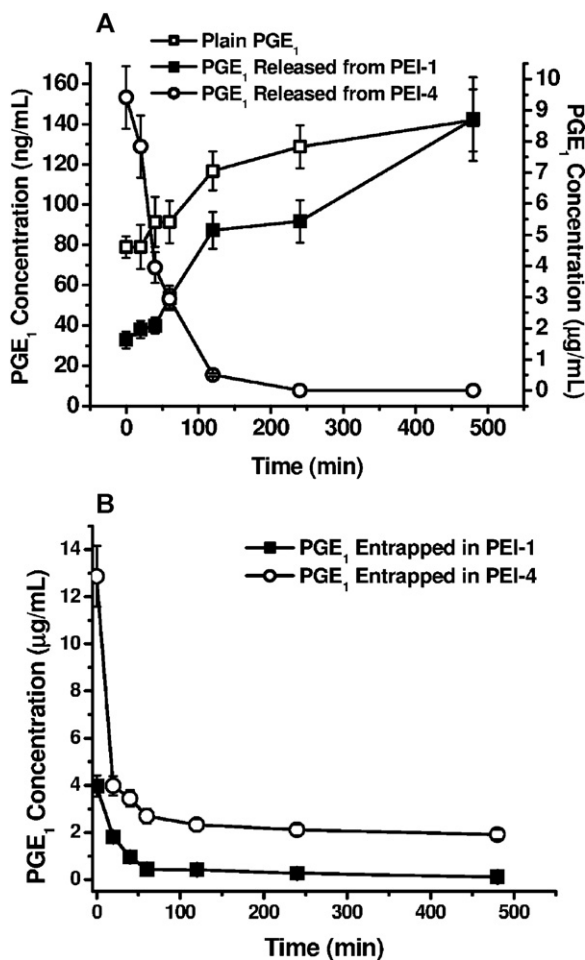 A
Plain PGE₁
PGE₁ Released from PEI-1
PGE₁ Released from PEI-4
PGE₁ Concentration (ng/mL)
160
140
120
100
80
60
40
20
0
10
9
8
7
6
5
4
3
2
1
0
PGE₁ Concentration (µg/mL)
0 100 200 300 400 500
Time (min)
B
PGE₁ Entrapped in PEI-1
PGE₁ Entrapped in PEI-4
PGE₁ Concentration (µg/mL)
14
12
10
8
6
4
2
0
0 100 200 300 400 500
Time (min)